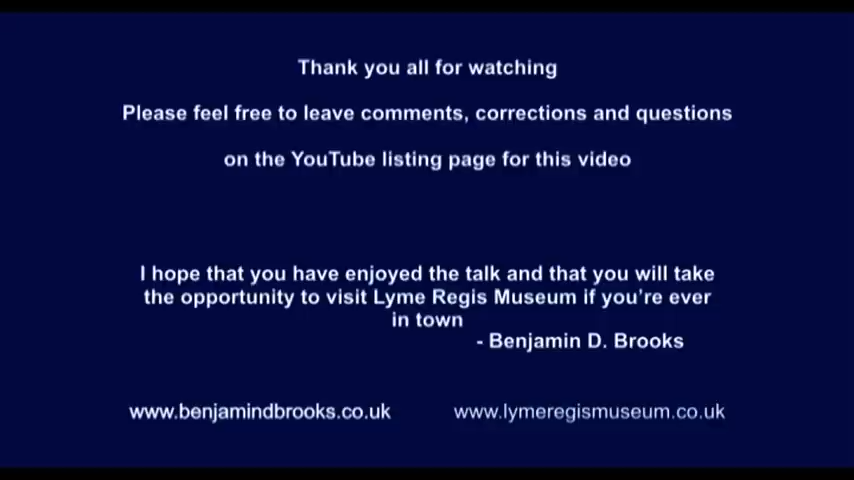 Thank you all for watching
Please feel free to leave comments, corrections and questions
on the YouTube listing page for this video
I hope that you have enjoyed the talk and that you will take
the opportunity to visit Lyme Regis Museum if you're ever
in town
- Benjamin D. Brooks
www.benjamindbrooks.co.uk
www.lymeregismuseum.co.uk